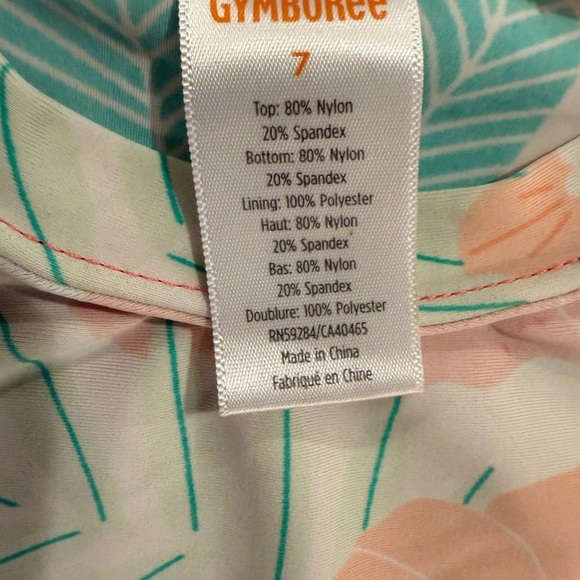 GYMBOREE
7
Top: 80% Nylon
20% Spandex
Bottom: 80% Nylon
20% Spandex
Lining: 100% Polyester
Haut: 80% Nylon
20% Spandex
Bas: 80% Nylon
20% Spandex
Doublure: 100% Polyester
RN59284/CA40465
Made in China
Fabriqué en Chine